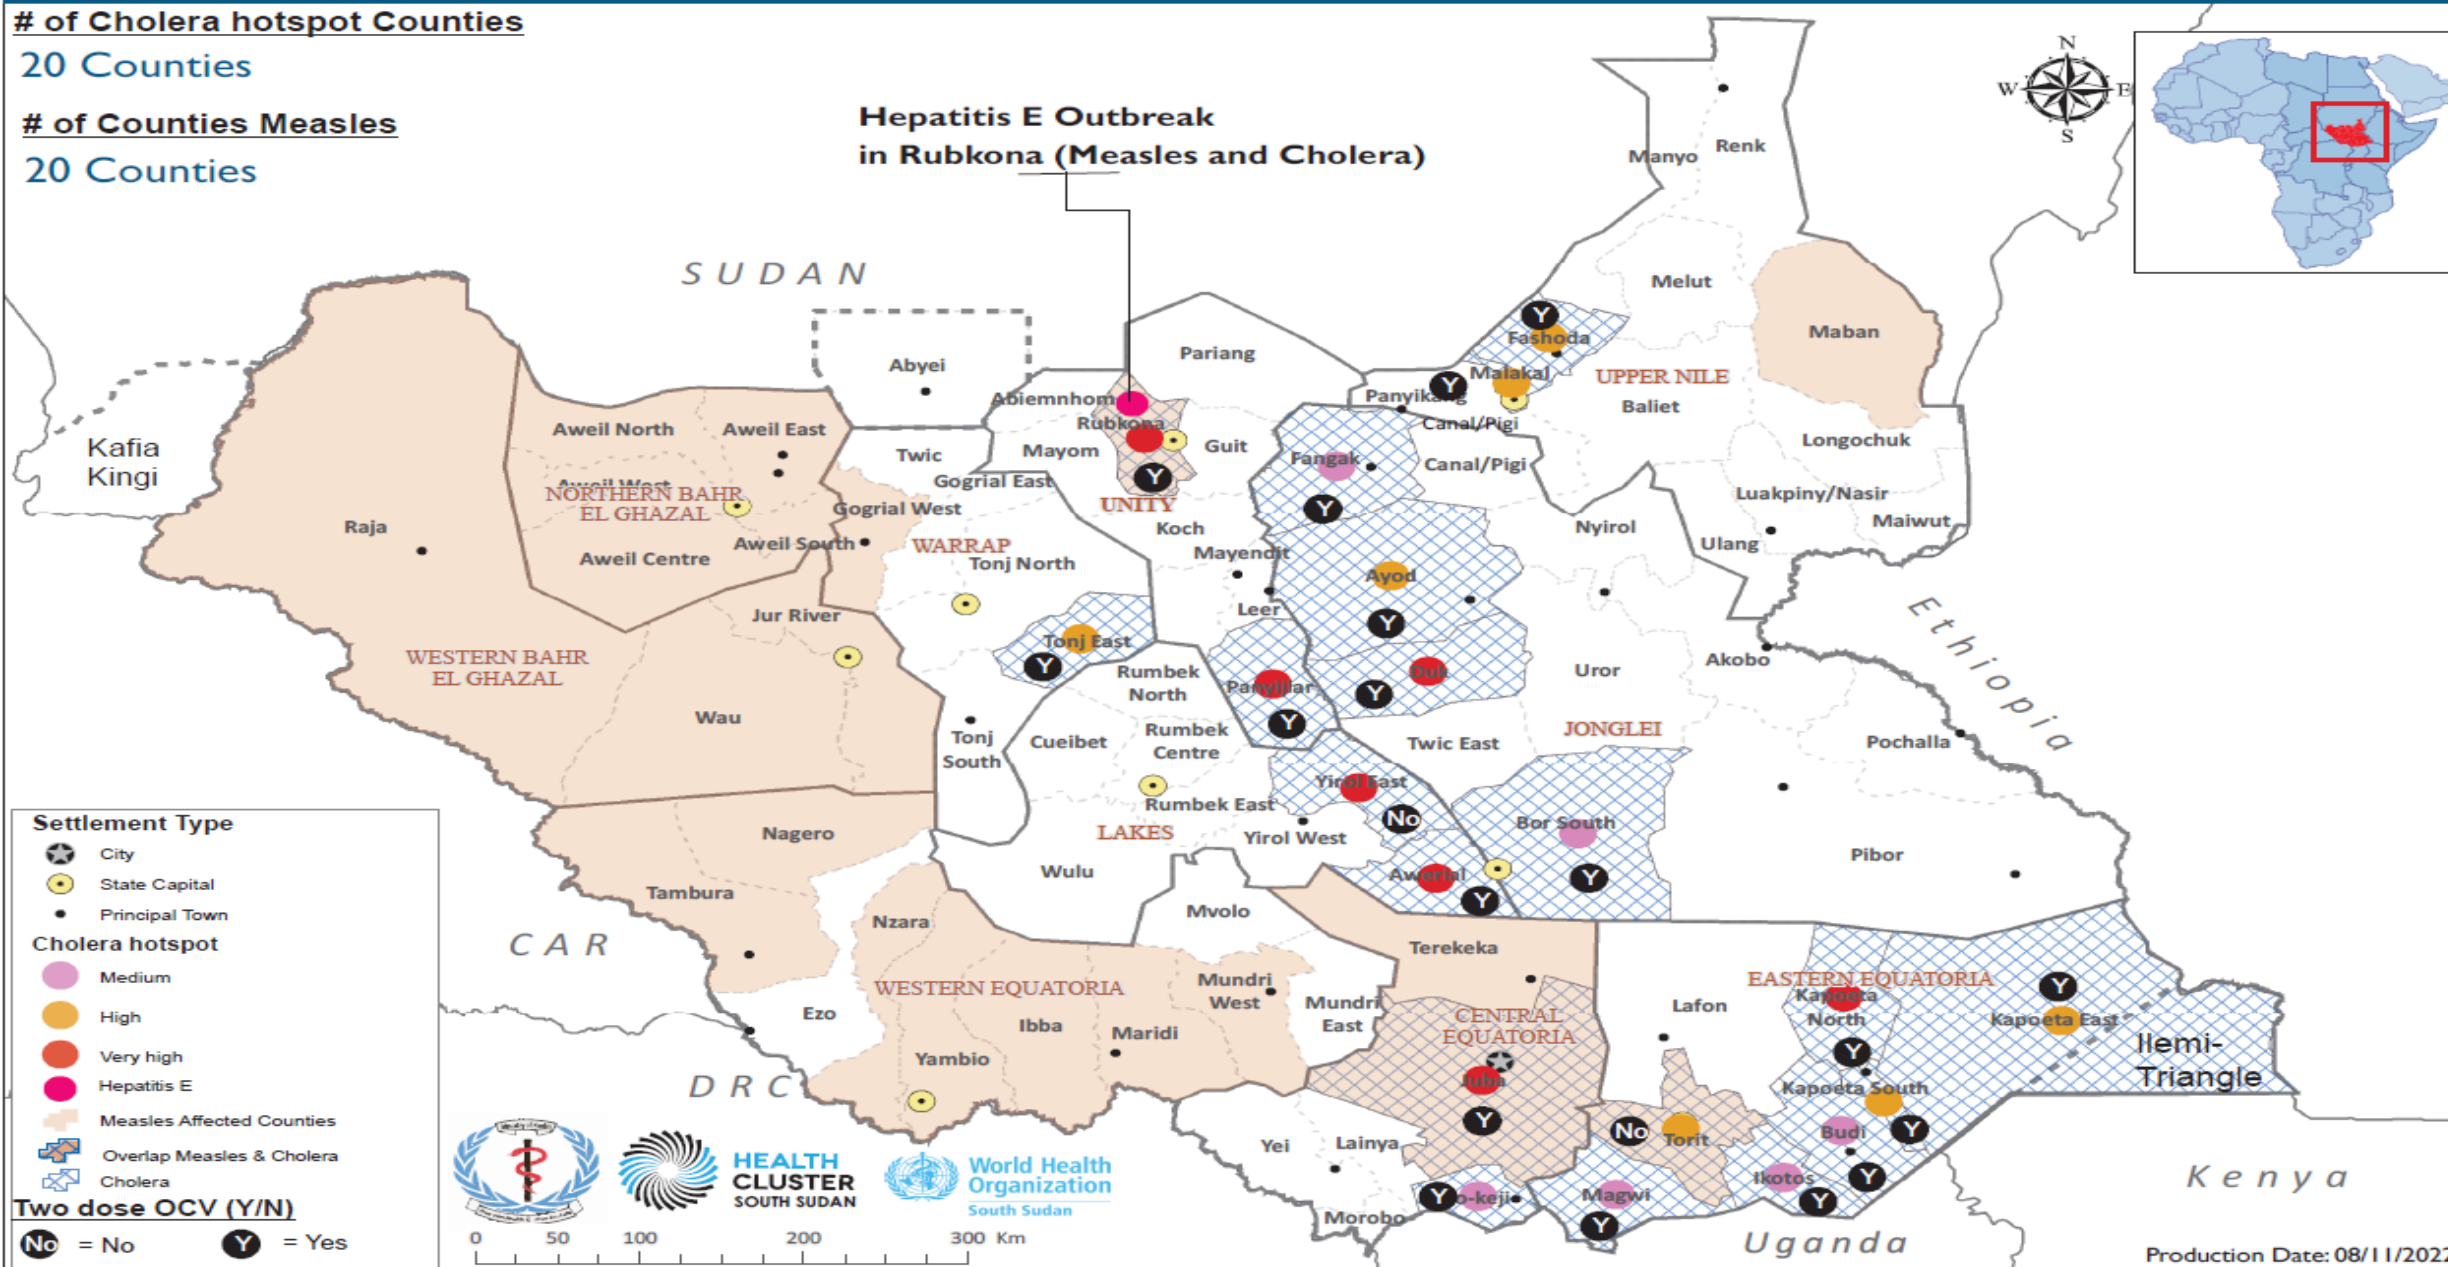 # of Cholera hotspot Counties
20 Counties
# of Counties Measles
20 Counties
Hepatitis E Outbreak
in Rubkona (Measles and Cholera)
N
W
E
S
SUDAN
Kafia
Kingi
Raja
Aweil North
Aweil East
Aweil West
NORTHERN BAHR
EL GHAZAL
Aweil Centre
Aweil South
WESTERN BAHR
EL GHAZAL
Jur River
Wau
Abyei
Twic
Gogrial East
Gogrial West
WARRAP
Tonj North
Tonj East
Y
Tonj
South
Abiemnhom
Pariang
Rubkona
Mayom
Guit
Y
UNITY
Koch
Mayendit
Leer
Panyijiar
Y
Manyo
Renk
Melut
Maban
Y
Fashoda
Malakal
Y
Panyikang
UPPER NILE
Baliet
Canal/Pigi
Canal/Pigi
Longochuk
Luakpiny/Nasir
Maiwut
Ulang
Nyirol
Fangak
Y
Ayod
Y
Duk
Y
Uror
Akobo
JONGLEI
Twic East
Pochalla
Bor South
Y
Pibor
Ethiopia
Rumbek
North
Cueibet
Rumbek
Centre
Rumbek East
LAKES
Wulu
Yirol East
No
Yirol West
Awerial
Y
Nagero
Tambura
CAR
Nzara
Ezo
WESTERN EQUATORIA
Yambio
Ibba
Maridi
Mvolo
Mundri
West
Mundri
East
DRC
Terekeka
CENTRAL
EQUATORIA
Juba
Y
Yei
Lainya
Morobo
Y
o-keji
Lafon
EASTERN EQUATORIA
Kapoeta
North
Y
Y
Kapoeta East
Ilemi-
Triangle
Kapoeta South
Y
Budi
Y
No
Torit
Ikotos
Y
Magwi
Y
Kenya
Uganda
Settlement Type
City
State Capital
Principal Town
Cholera hotspot
Medium
High
Very high
Hepatitis E
Measles Affected Counties
Overlap Measles & Cholera
Cholera
Two dose OCV (Y/N)
No = No
Y = Yes
HEALTH
CLUSTER
SOUTH SUDAN
World Health
Organization
South Sudan
0 50 100 200 300 Km
Production Date: 08/11/2022